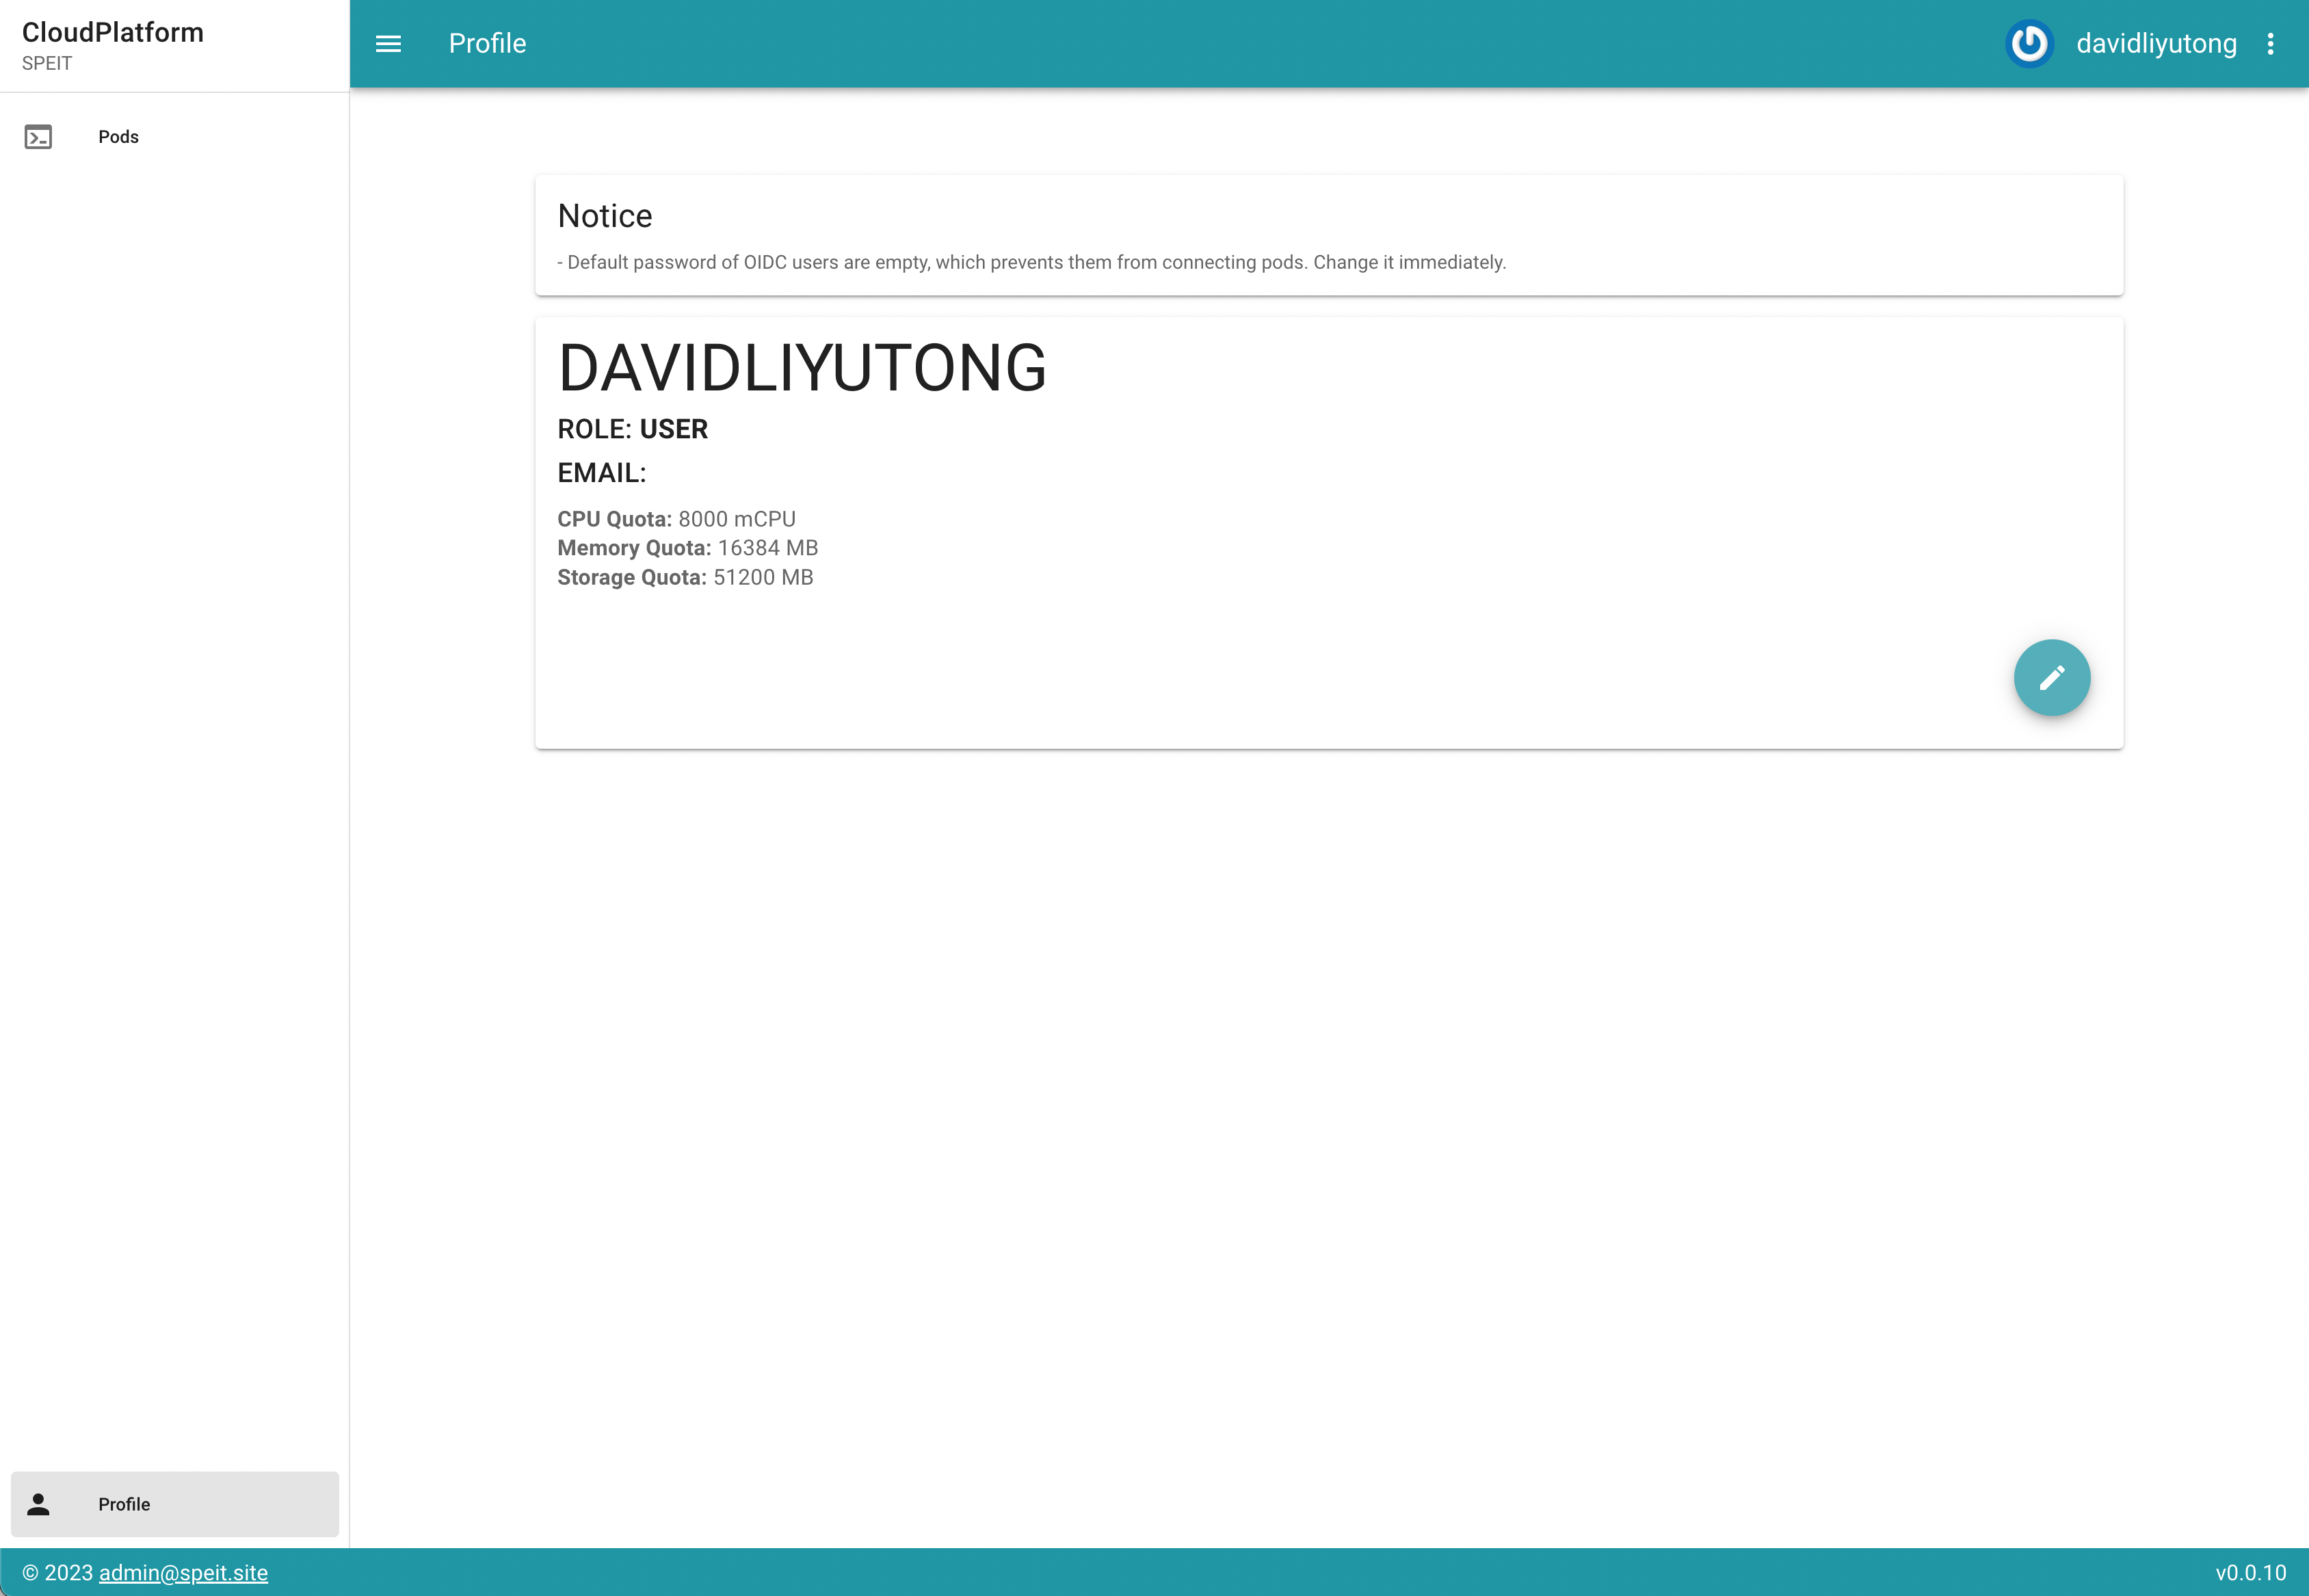 CloudPlatform
SPEIT
Profile
davidliyutong
Pods
Notice
- Default password of OIDC users are empty, which prevents them from connecting pods. Change it immediately.
DAVIDLIYUTONG
ROLE: USER
EMAIL:
CPU Quota: 8000 mCPU
Memory Quota: 16384 MB
Storage Quota: 51200 MB
Profile
© 2023 admin@speit.site
v0.0.10